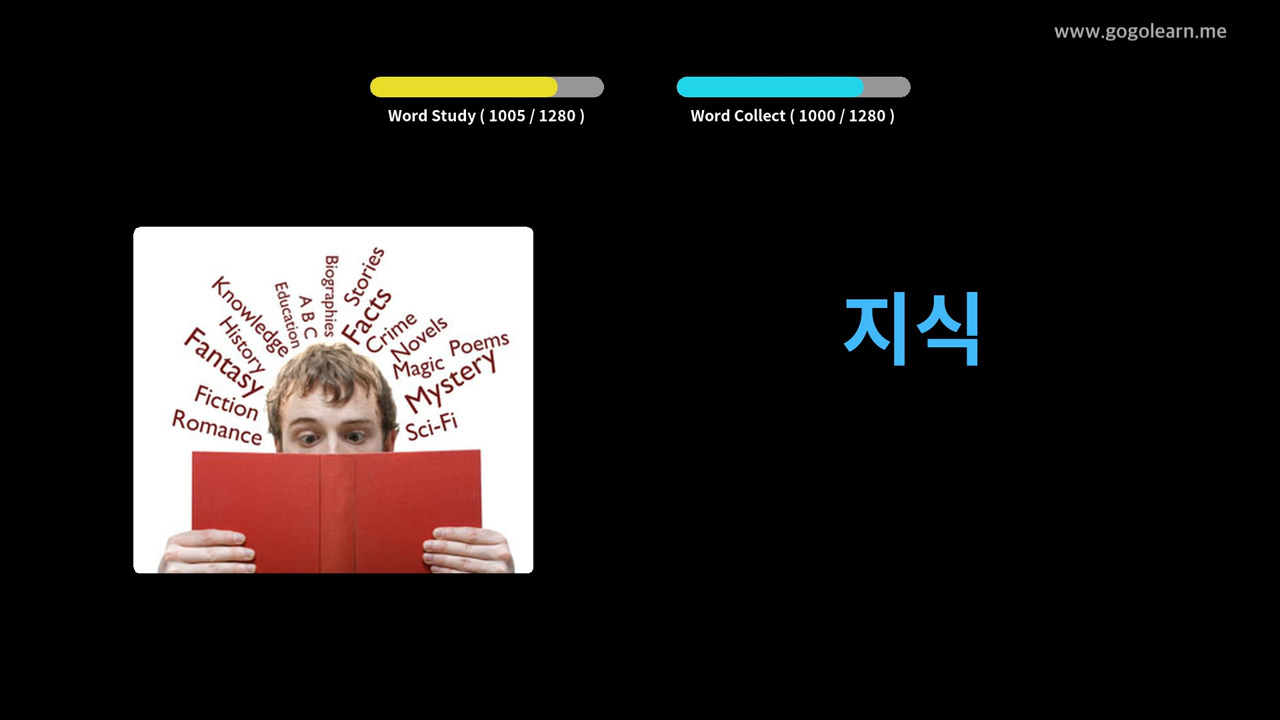 www.gogolearn.me
Word Study ( 1005 / 1280 )
Word Collect ( 1000 / 1280 )
지식
Biographies
Stories
Education
A B C
Facts
Knowledge
Crime
History
Novels
Poems
Fantasy
Magic
Mystery
Fiction
Romance
Sci-Fi